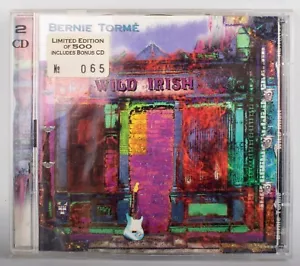 BERNIE TORMÉ
LIMITED EDITION
OF 500
INCLUDES BONUS CD
№ 065
WILD IRISH
2
CD